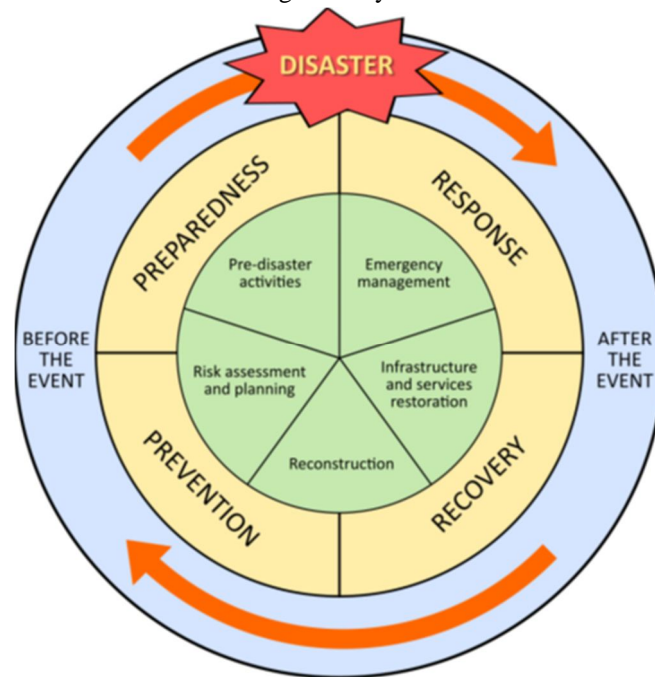 DISASTER
PREPAREDNESS
RESPONSE
Pre-disaster
activities
Emergency
management
BEFORE
THE
EVENT
AFTER
THE
EVENT
Risk assessment
and planning
Infrastructure
and services
restoration
Reconstruction
PREVENTION
RECOVERY